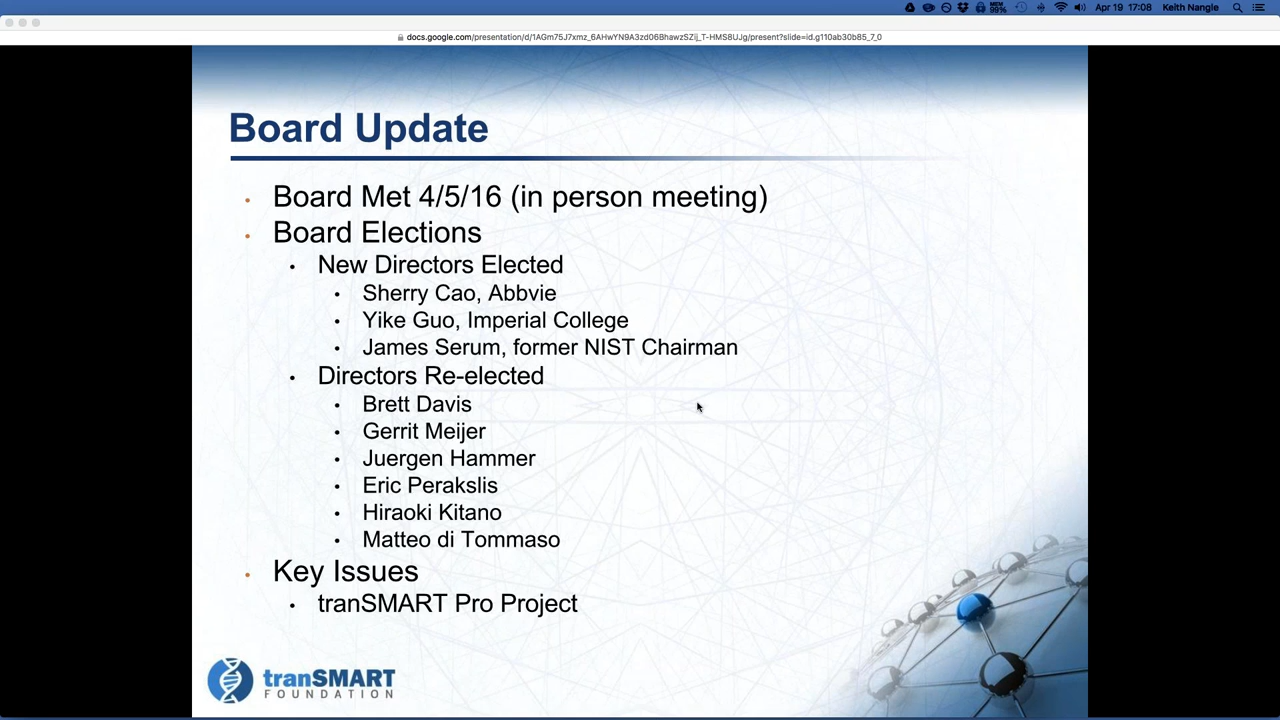 MEM
99%
Apr 19 17:08 Keith Nangle
docs.google.com/presentation/d/1AGm75J7xmz_6AHwYN9A3zd06BhawzSZij_T-HMS8UJg/present?slide=id.g110ab30b85_7_0
Board Update
• Board Met 4/5/16 (in person meeting)
• Board Elections
• New Directors Elected
• Sherry Cao, Abbvie
• Yike Guo, Imperial College
• James Serum, former NIST Chairman
• Directors Re-elected
• Brett Davis
• Gerrit Meijer
• Juergen Hammer
• Eric Perakslis
• Hiraoki Kitano
• Matteo di Tommaso
• Key Issues
• tranSMART Pro Project
tranSMART
FOUNDATION